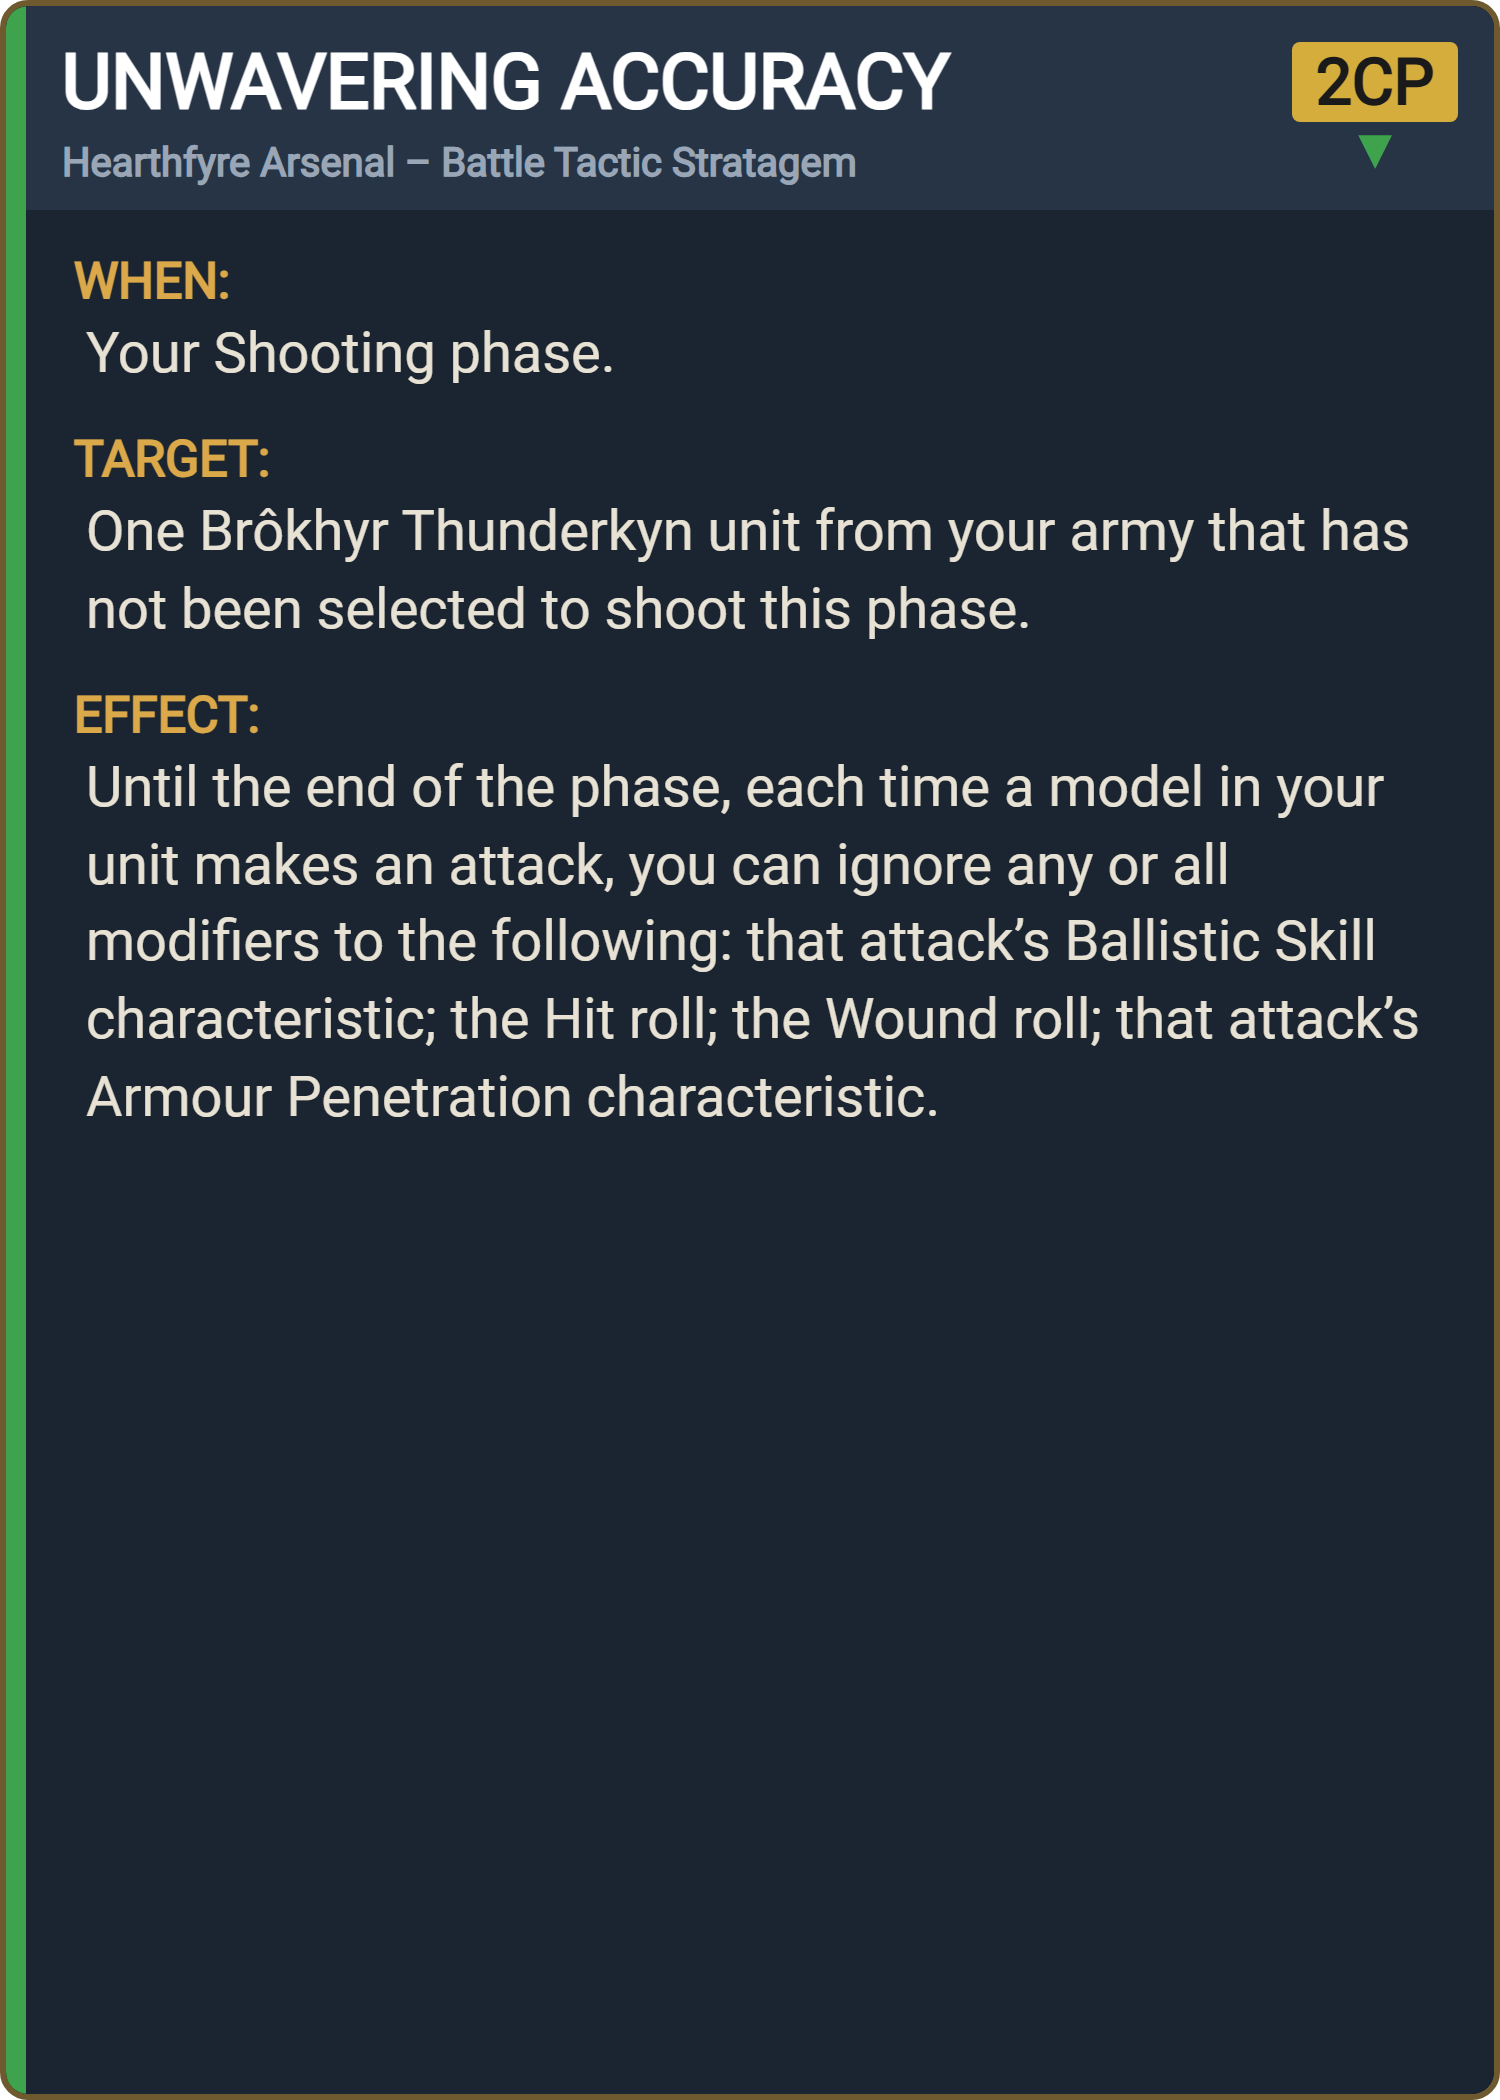 UNWAVERING ACCURACY
2CP
Hearthfyre Arsenal – Battle Tactic Stratagem
WHEN:
Your Shooting phase.
TARGET:
One Brôkhyr Thunderkyn unit from your army that has
not been selected to shoot this phase.
EFFECT:
Until the end of the phase, each time a model in your
unit makes an attack, you can ignore any or all
modifiers to the following: that attack’s Ballistic Skill
characteristic; the Hit roll; the Wound roll; that attack’s
Armour Penetration characteristic.